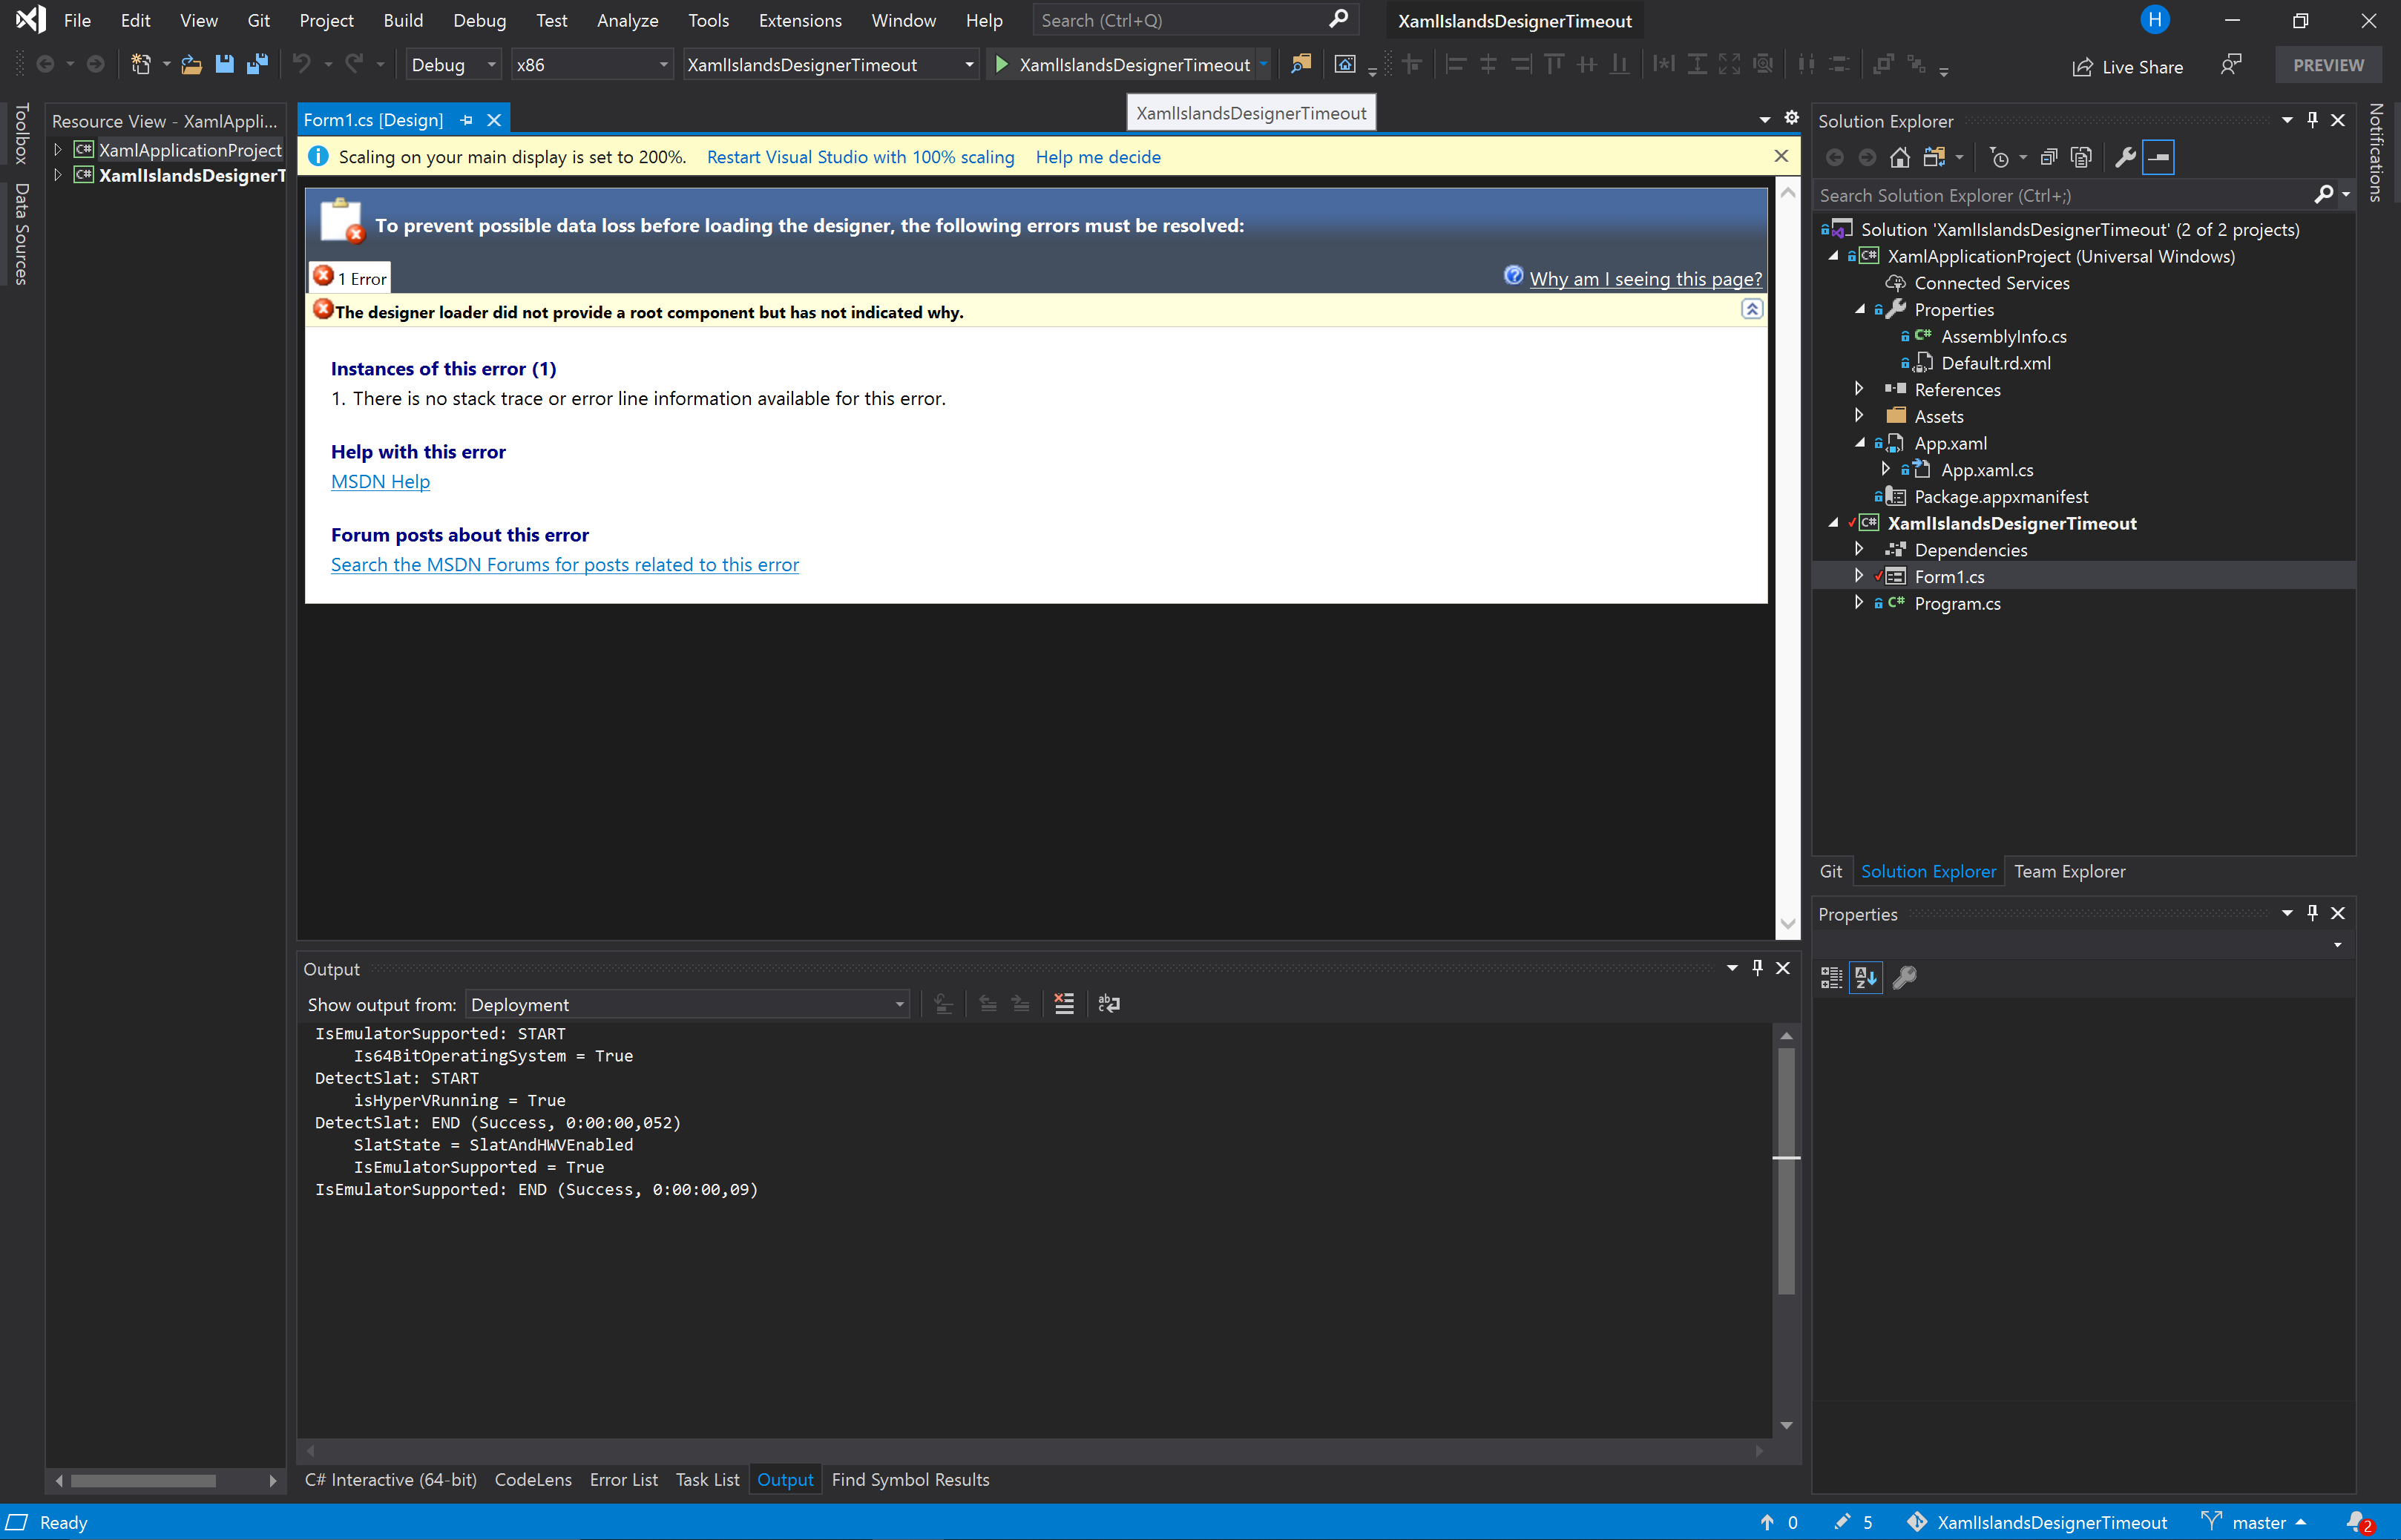 File Edit View Git Project Build Debug Test Analyze Tools Extensions Window Help Search (Ctrl+Q) XamlIslandsDesignerTimeout H
Debug x86 XamlIslandsDesignerTimeout XamlIslandsDesignerTimeout Live Share PREVIEW
XamlIslandsDesignerTimeout
Toolbox
Data Sources
Resource View - XamlAppli...
XamlApplicationProject
XamlIslandsDesignerT
Form1.cs [Design]
Scaling on your main display is set to 200%. Restart Visual Studio with 100% scaling Help me decide
To prevent possible data loss before loading the designer, the following errors must be resolved:
1 Error
Why am I seeing this page?
The designer loader did not provide a root component but has not indicated why.
Instances of this error (1)
1. There is no stack trace or error line information available for this error.
Help with this error
MSDN Help
Forum posts about this error
Search the MSDN Forums for posts related to this error
Output
Show output from: Deployment
IsEmulatorSupported: START
Is64BitOperatingSystem = True
DetectSlat: START
isHyperVRunning = True
DetectSlat: END (Success, 0:00:00,052)
SlatState = SlatAndHWVEnabled
IsEmulatorSupported = True
IsEmulatorSupported: END (Success, 0:00:00,09)
C# Interactive (64-bit) CodeLens Error List Task List Output Find Symbol Results
Solution Explorer
Search Solution Explorer (Ctrl+;)
Solution 'XamlIslandsDesignerTimeout' (2 of 2 projects)
C# XamlApplicationProject (Universal Windows)
Connected Services
Properties
C# AssemblyInfo.cs
Default.rd.xml
References
Assets
App.xaml
App.xaml.cs
Package.appxmanifest
C# XamlIslandsDesignerTimeout
Dependencies
Form1.cs
C# Program.cs
Git Solution Explorer Team Explorer
Properties
Notifications
Ready 0 5 XamlIslandsDesignerTimeout master 2